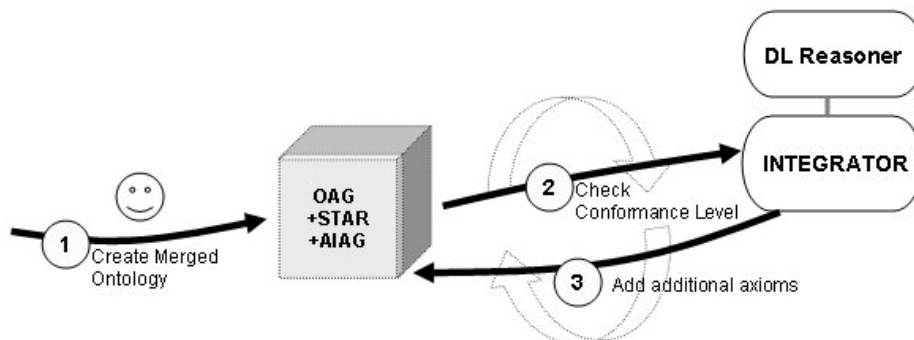 DL Reasoner
INTEGRATOR
OAG
+STAR
+AIAG
1
Create Merged
Ontology
2
Check
Conformance Level
3
Add additional axioms